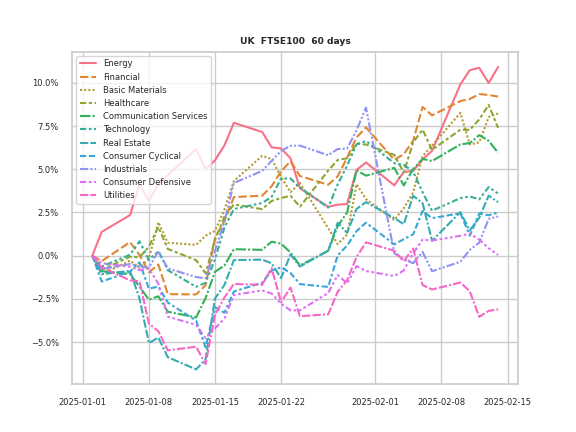 UK  FTSE100  60 days
Energy
Financial
Basic Materials
Healthcare
Communication Services
Technology
Real Estate
Consumer Cyclical
Industrials
Consumer Defensive
Utilities
10.0%
7.5%
5.0%
2.5%
0.0%
−2.5%
−5.0%
2025-01-01 2025-01-08 2025-01-15 2025-01-22 2025-02-01 2025-02-08 2025-02-15